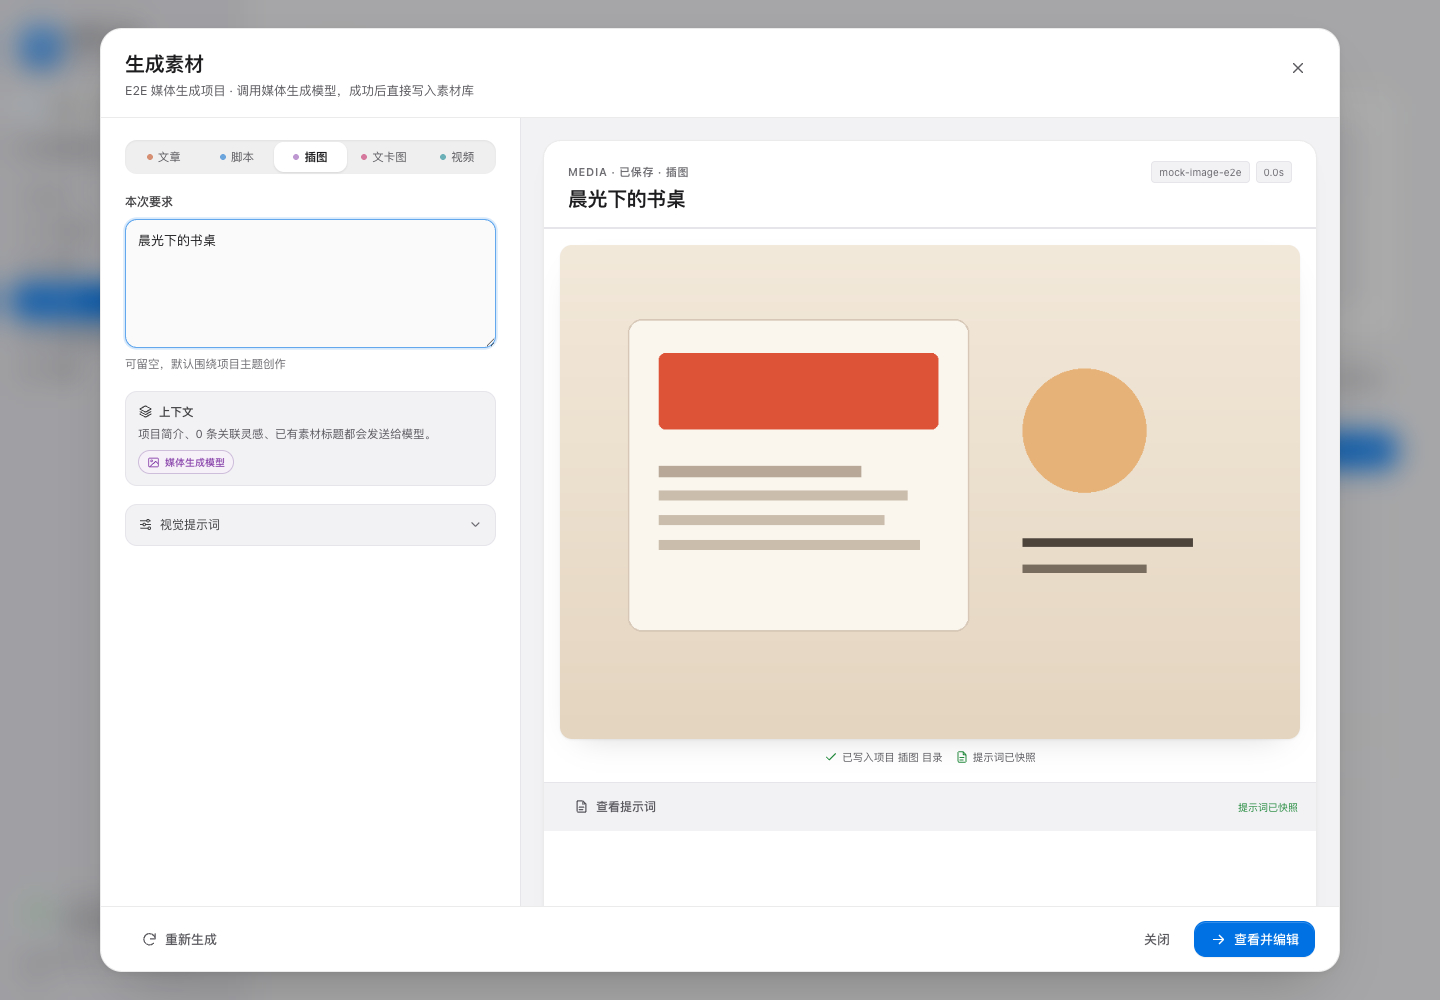 生成素材
E2E 媒体生成项目 · 调用媒体生成模型，成功后直接写入素材库
文章
脚本
插图
文卡图
视频
本次要求
晨光下的书桌
可留空，默认围绕项目主题创作
上下文
项目简介、0 条关联灵感、已有素材标题都会发送给模型。
媒体生成模型
视觉提示词
MEDIA · 已保存 · 插图
晨光下的书桌
mock-image-e2e
0.0s
已写入项目 插图 目录
提示词已快照
查看提示词
提示词已快照
重新生成
关闭
查看并编辑